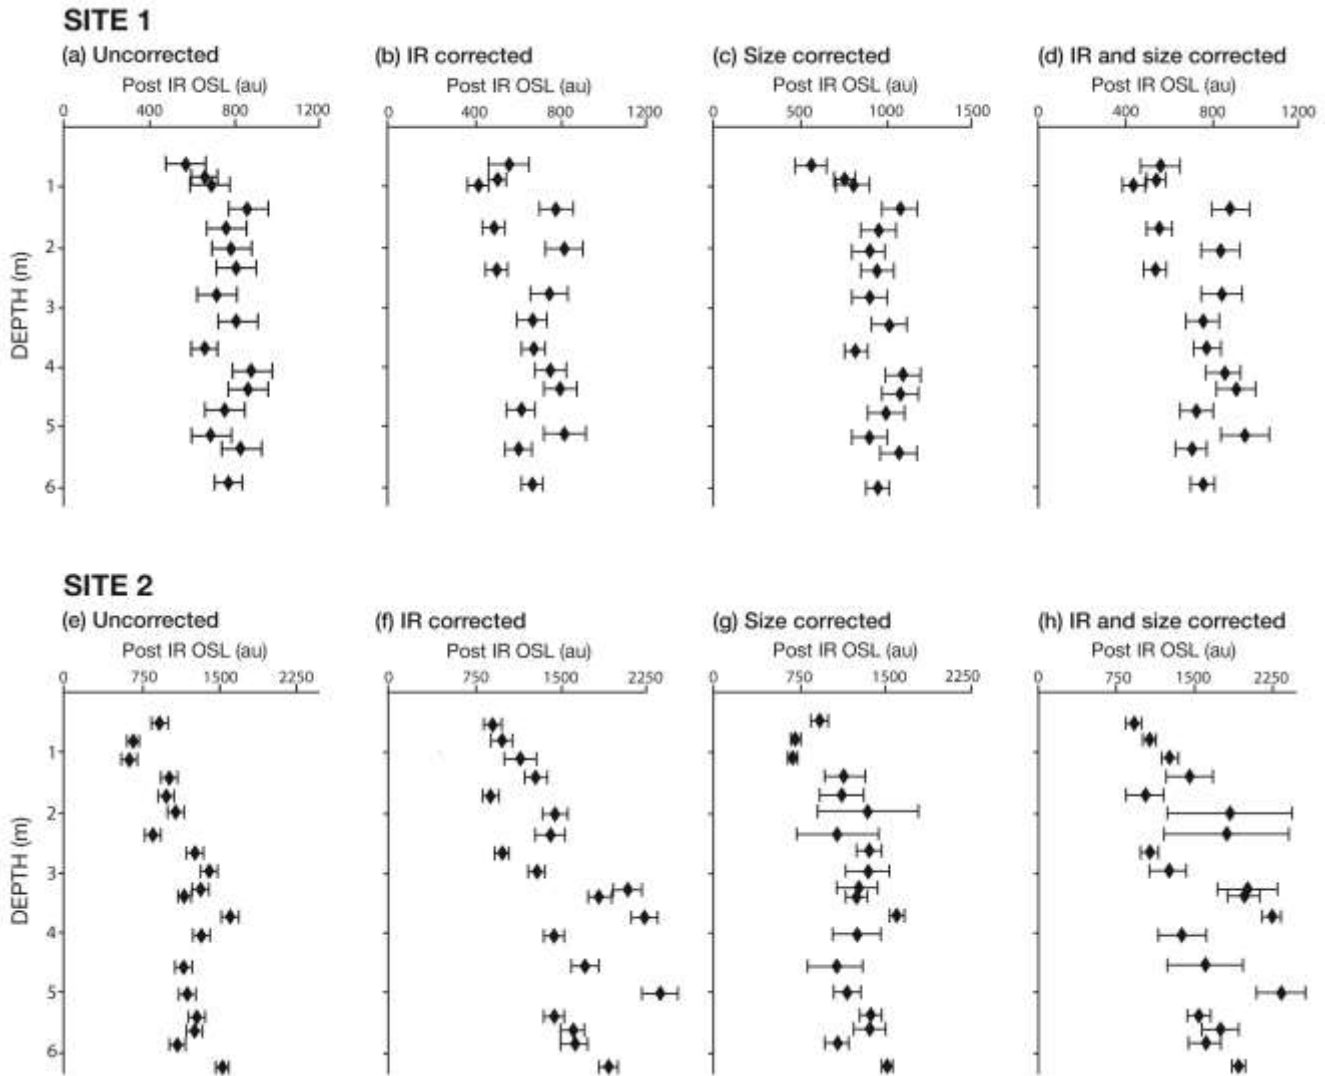 SITE 1
(a) Uncorrected
(b) IR corrected
(c) Size corrected
(d) IR and size corrected
Post IR OSL (au)
Post IR OSL (au)
Post IR OSL (au)
Post IR OSL (au)
0 400 800 1200
0 400 800 1200
0 500 1000 1500
0 400 800 1200
DEPTH (m)
1
2
3
4
5
6
SITE 2
(e) Uncorrected
(f) IR corrected
(g) Size corrected
(h) IR and size corrected
Post IR OSL (au)
Post IR OSL (au)
Post IR OSL (au)
Post IR OSL (au)
0 750 1500 2250
0 750 1500 2250
0 750 1500 2250
0 750 1500 2250
DEPTH (m)
1
2
3
4
5
6